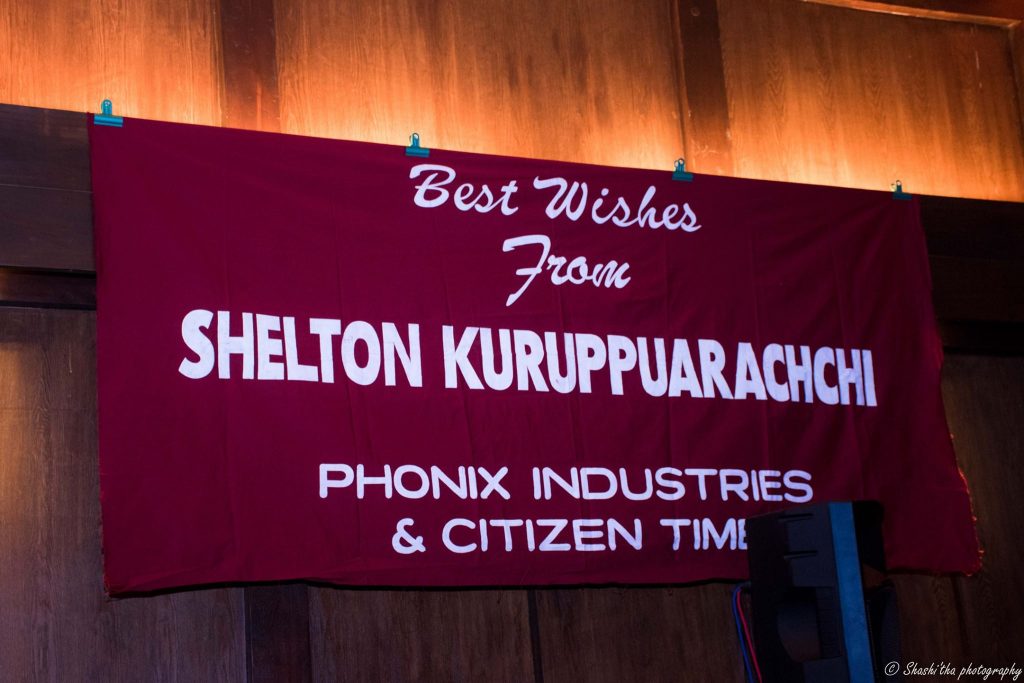 Best Wishes
From
SHELTON KURUPPUARACHCHI
PHONIX INDUSTRIES
& CITIZEN TIME
© Shashi'tha photography